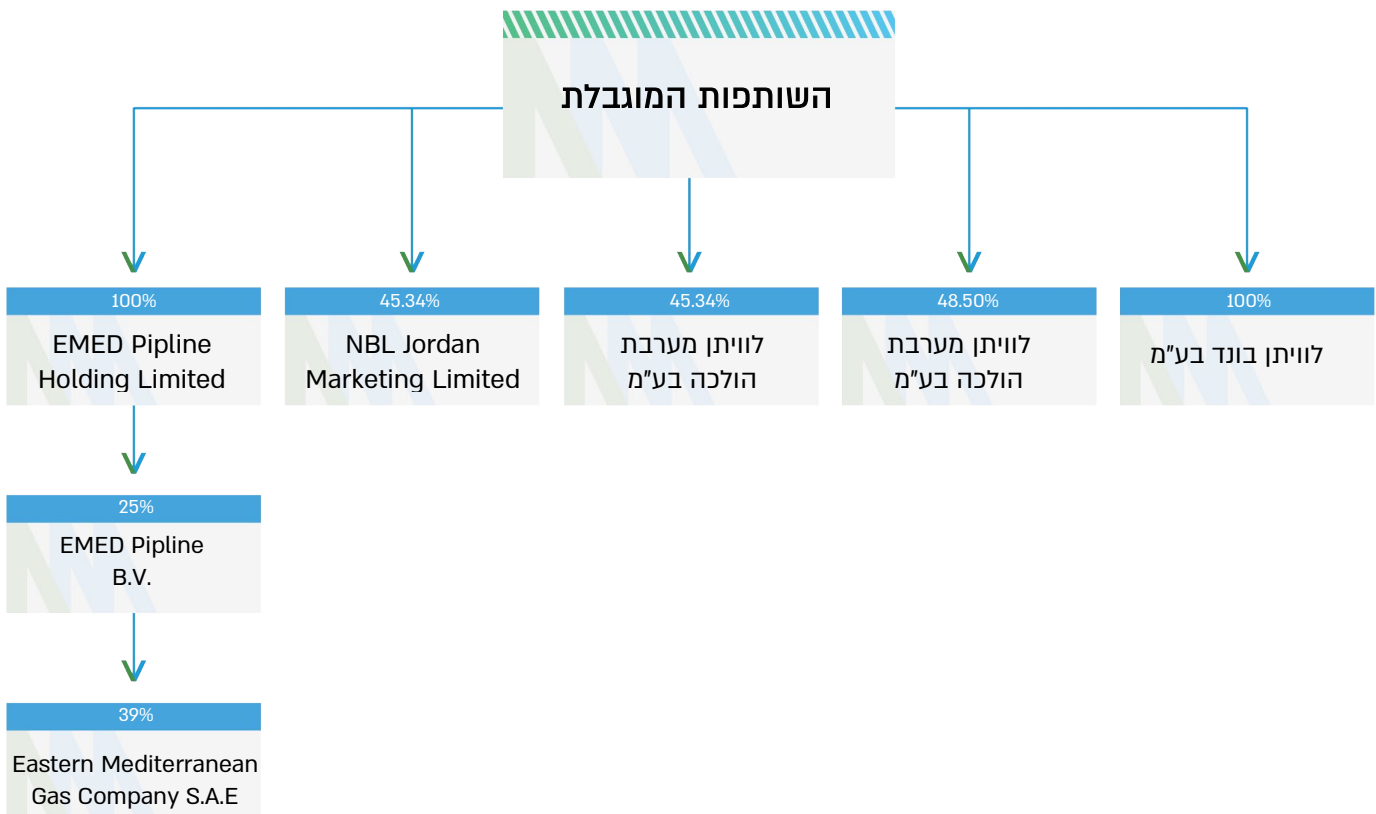 השותפות המוגבלת
100%
EMED Pipline
Holding Limited
45.34%
NBL Jordan
Marketing Limited
45.34%
לוויתן מערבת
הולכה בע"מ
48.50%
לוויתן מערבת
הולכה בע"מ
100%
לוויתן בונד בע"מ
25%
EMED Pipline
B.V.
39%
Eastern Mediterranean
Gas Company S.A.E